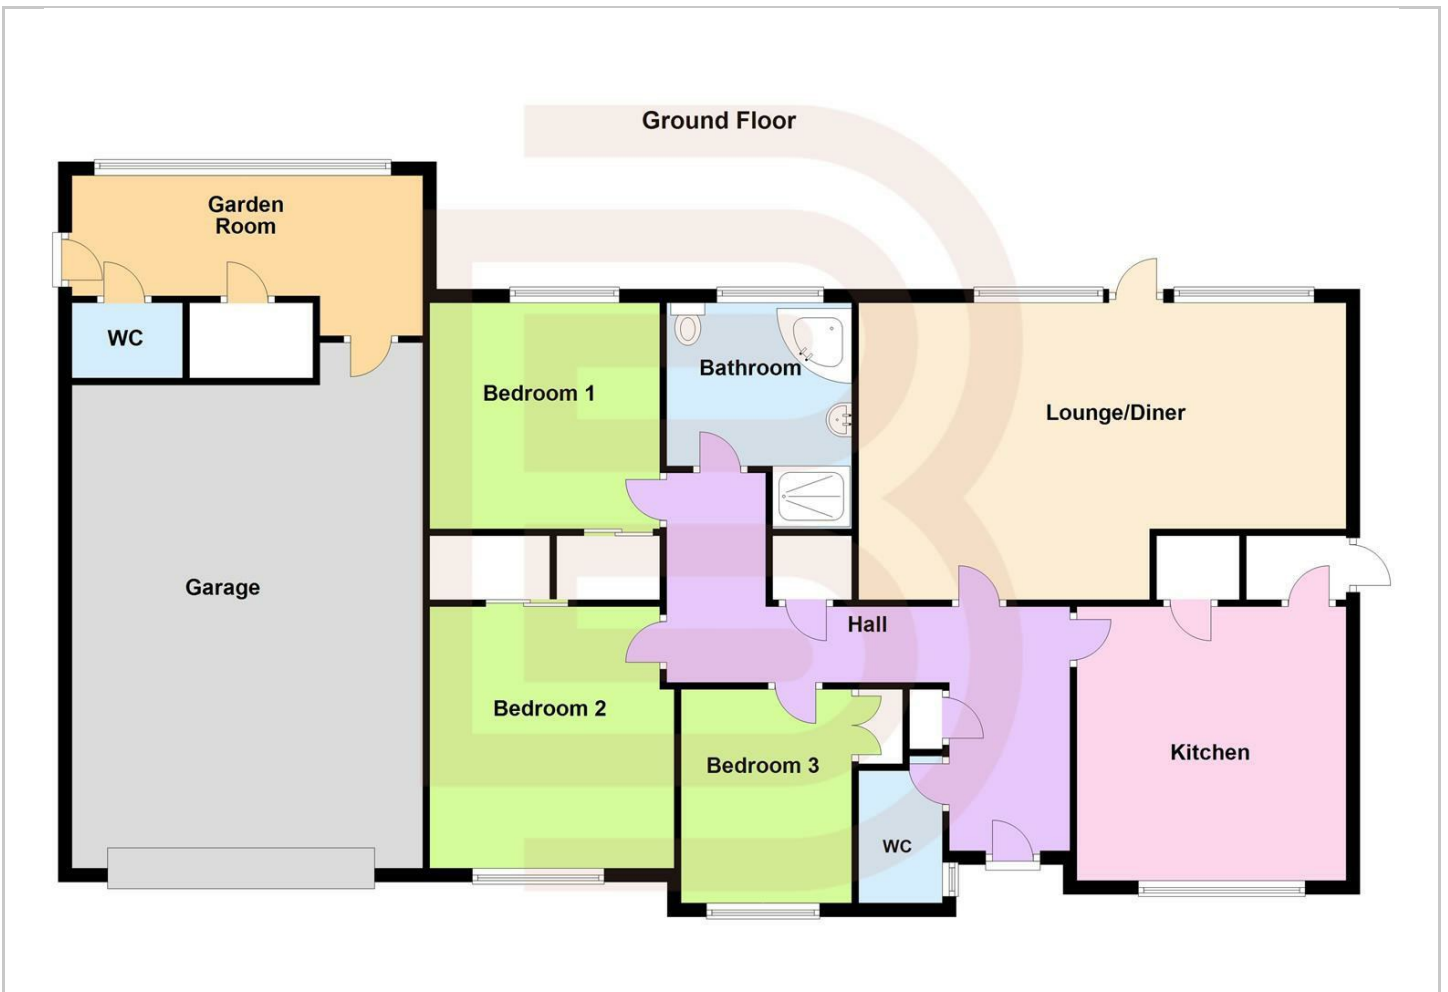 Ground Floor
Garden
Room
WC
Bedroom 1
Bathroom
Lounge/Diner
Garage
Hall
Bedroom 2
Bedroom 3
Kitchen
WC